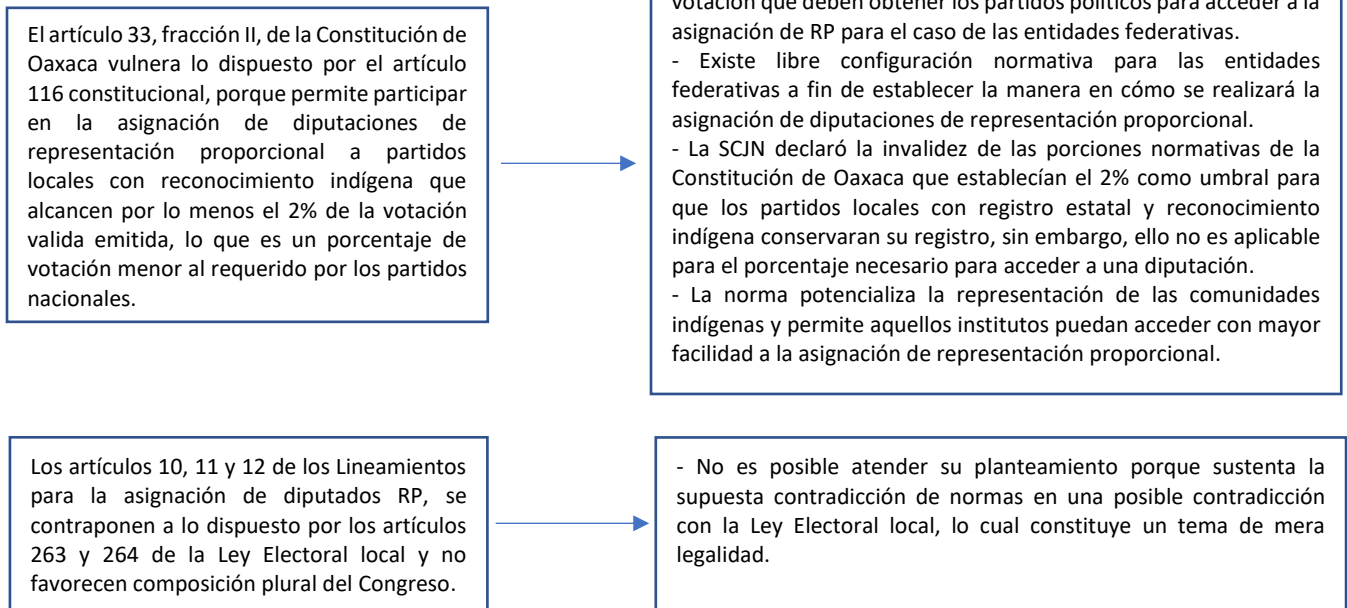 El artículo 33, fracción II, de la Constitución de
Oaxaca vulnera lo dispuesto por el artículo
116 constitucional, porque permite participar
en la asignación de diputaciones de
representación proporcional a partidos
locales con reconocimiento indígena que
alcancen por lo menos el 2% de la votación
valida emitida, lo que es un porcentaje de
votación menor al requerido por los partidos
nacionales.
votación que deben obtener los partidos políticos para acceder a la
asignación de RP para el caso de las entidades federativas.
- Existe libre configuración normativa para las entidades
federativas a fin de establecer la manera en cómo se realizará la
asignación de diputaciones de representación proporcional.
- La SCJN declaró la invalidez de las porciones normativas de la
Constitución de Oaxaca que establecían el 2% como umbral para
que los partidos locales con registro estatal y reconocimiento
indígena conservaran su registro, sin embargo, ello no es aplicable
para el porcentaje necesario para acceder a una diputación.
- La norma potencializa la representación de las comunidades
indígenas y permite aquellos institutos puedan acceder con mayor
facilidad a la asignación de representación proporcional.
Los artículos 10, 11 y 12 de los Lineamientos
para la asignación de diputados RP, se
contraponen a lo dispuesto por los artículos
263 y 264 de la Ley Electoral local y no
favorecen composición plural del Congreso.
- No es posible atender su planteamiento porque sustenta la
supuesta contradicción de normas en una posible contradicción
con la Ley Electoral local, lo cual constituye un tema de mera
legalidad.